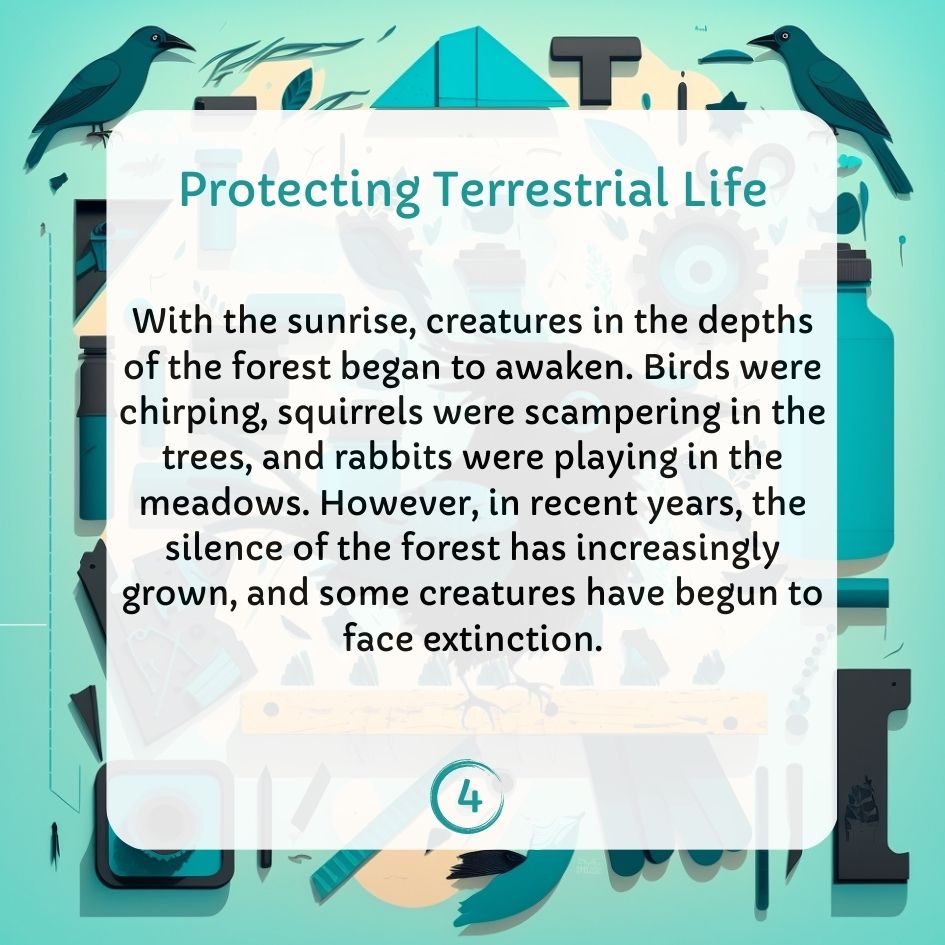 Protecting Terrestrial Life
With the sunrise, creatures in the depths
of the forest began to awaken. Birds were
chirping, squirrels were scampering in the
trees, and rabbits were playing in the
meadows. However, in recent years, the
silence of the forest has increasingly
grown, and some creatures have begun to
face extinction.
4